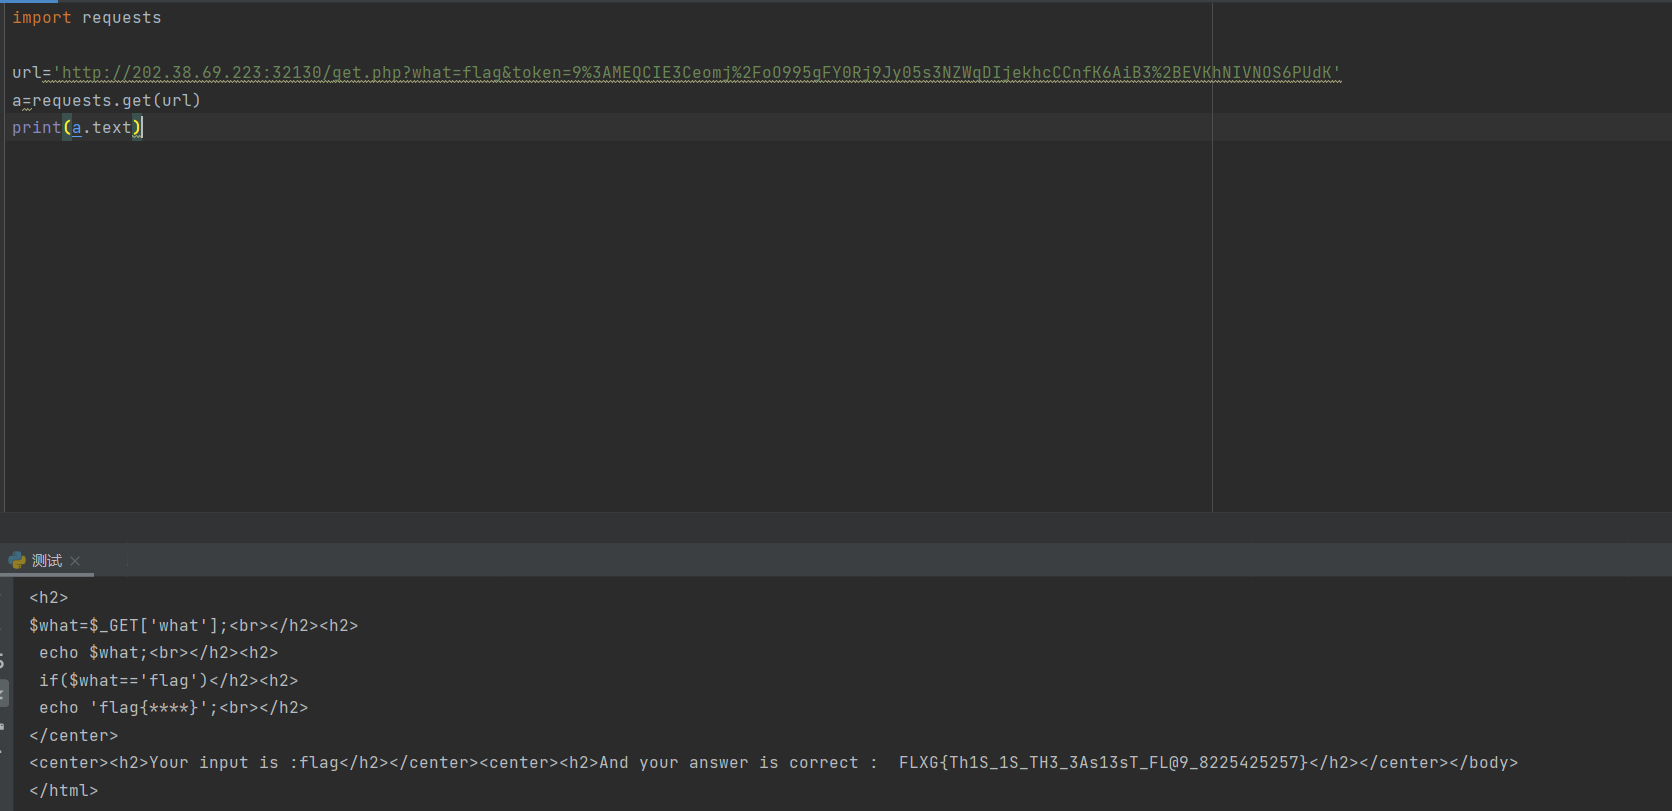 import requests
url='http://202.38.69.223:32130/get.php?what=flag&token=9%3AMEQCIE3Ceomj%2FoO995gFY0Rj9Jy05s3NZWgDIjekhcCCnfK6AiB3%2BEVKhNIVNOS6PUdK'
a=requests.get(url)
print(a.text)
测试
<h2>
$what=$_GET['what'];<br></h2><h2>
echo $what;<br></h2><h2>
if($what=='flag')</h2><h2>
echo 'flag{****}';<br></h2>
</center>
<center><h2>Your input is :flag</h2></center><center><h2>And your answer is correct :  FLXG{Th1S_1S_TH3_3As13sT_FL@9_8225425257}</h2></center></body>
</html>